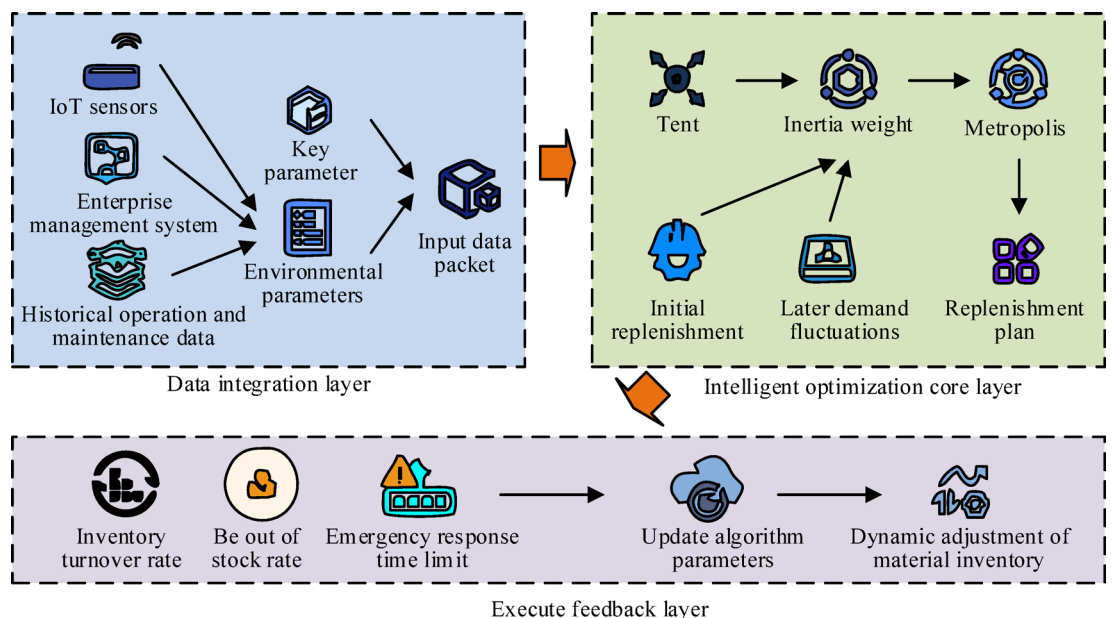 IoT sensors
Enterprise
management system
Historical operation and
maintenance data
Key
parameter
Environmental
parameters
Input data
packet
Data integration layer
Tent
Inertia weight
Metropolis
Initial
replenishment
Later demand
fluctuations
Replenishment
plan
Intelligent optimization core layer
Inventory
turnover rate
Be out of
stock rate
Emergency response
time limit
Update algorithm
parameters
Dynamic adjustment of
material inventory
Execute feedback layer